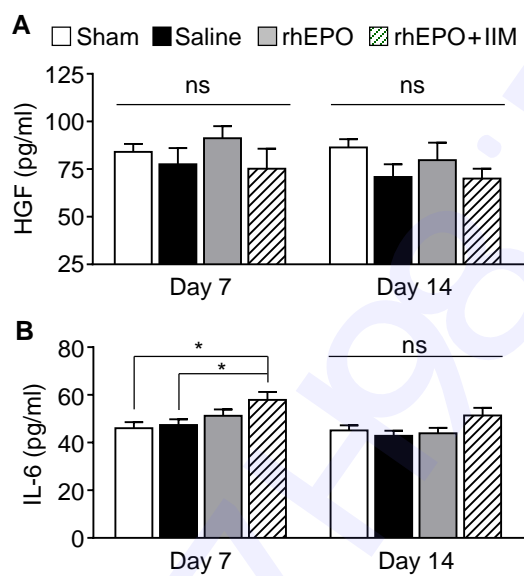 A
Sham Saline rhEPO rhEPO+IIM
125
100
75
50
25
HGF (pg/ml)
ns ns
Day 7 Day 14
B
80
60
40
20
0
IL-6 (pg/ml)
* ns
*
Day 7 Day 14